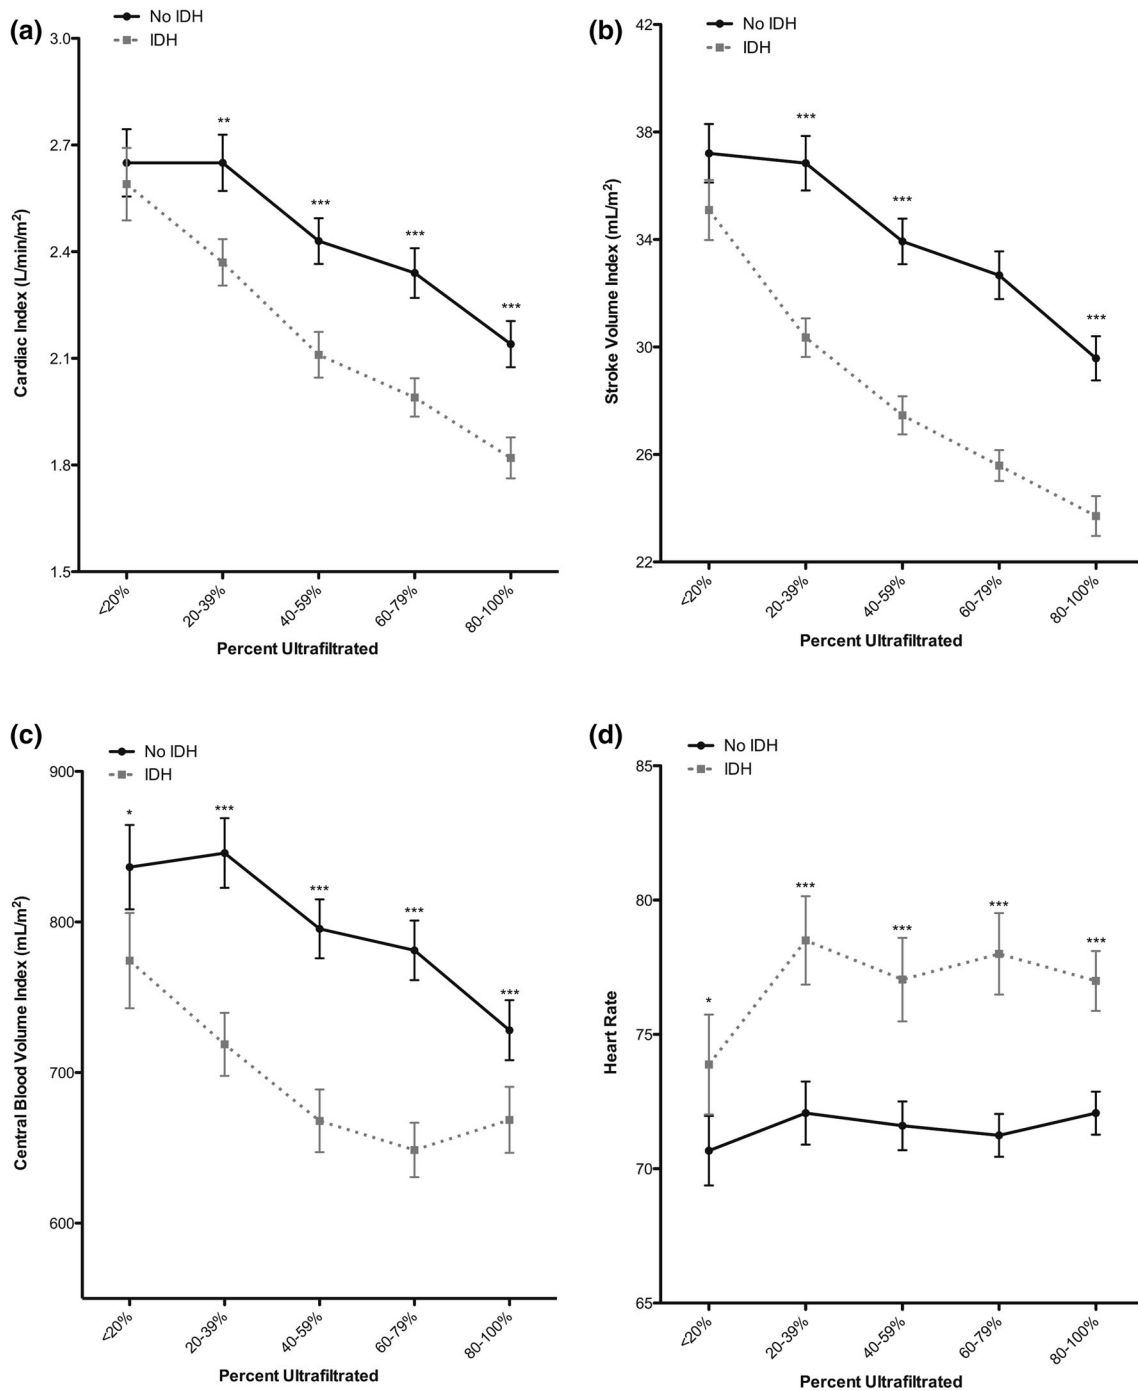 (a)
No IDH
IDH
3.0
2.7
2.4
2.1
1.8
1.5
Cardiac Index (L/min/m²)
**
***
***
***
<20%
20-39%
40-59%
60-79%
80-100%
Percent Ultrafiltrated
(b)
No IDH
IDH
42
38
34
30
26
22
Stroke Volume Index (mL/m²)
***
***
***
<20%
20-39%
40-59%
60-79%
80-100%
Percent Ultrafiltrated
(c)
No IDH
IDH
900
800
700
600
Central Blood Volume Index (mL/m²)
*
***
***
***
***
<20%
20-39%
40-59%
60-79%
80-100%
Percent Ultrafiltrated
(d)
No IDH
IDH
85
80
75
70
65
Heart Rate
*
***
***
***
***
<20%
20-39%
40-59%
60-79%
80-100%
Percent Ultrafiltrated